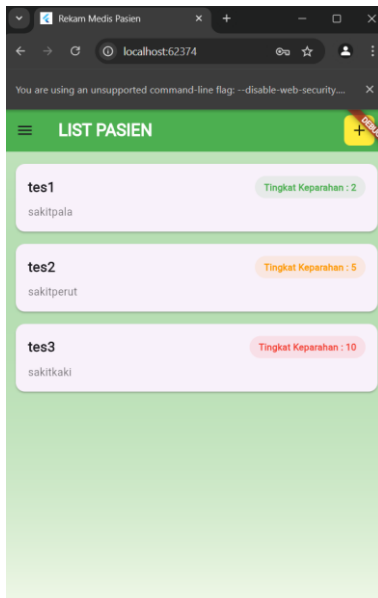 Rekam Medis Pasien
localhost:62374
You are using an unsupported command-line flag: --disable-web-security....
LIST PASIEN
DEBUG
tes1
Tingkat Keparahan : 2
sakitpala
tes2
Tingkat Keparahan : 5
sakitperut
tes3
Tingkat Keparahan : 10
sakitkaki